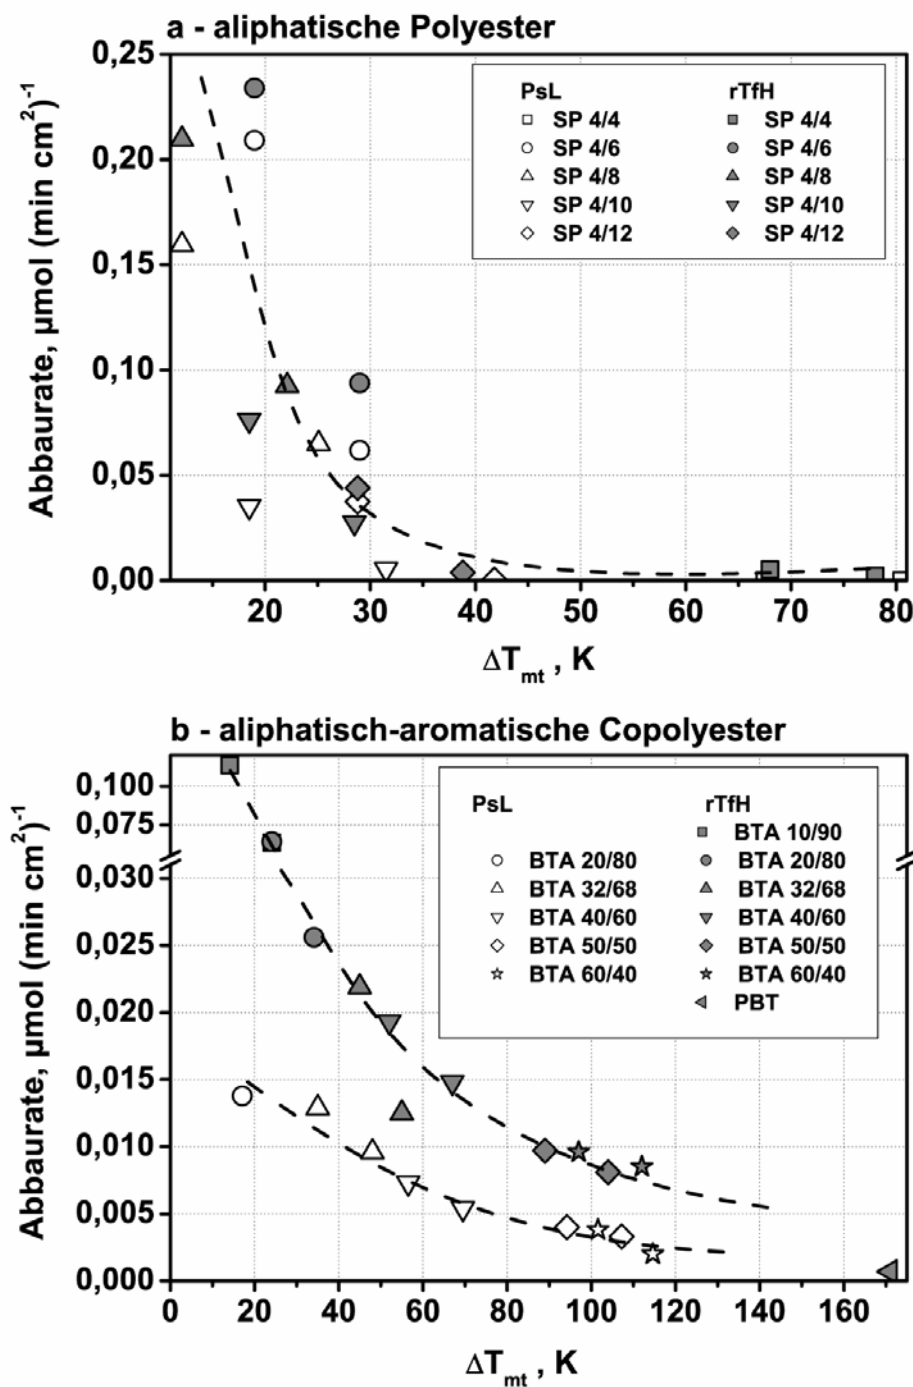 a - aliphatische Polyester
0,25
0,20
0,15
0,10
0,05
0,00
Abbaurate, µmol (min cm²)⁻¹
PsL rTfH
SP 4/4 SP 4/4
SP 4/6 SP 4/6
SP 4/8 SP 4/8
SP 4/10 SP 4/10
SP 4/12 SP 4/12
20 30 40 50 60 70 80
ΔTmt , K
b - aliphatisch-aromatische Copolyester
0,100
0,075
0,030
0,025
0,020
0,015
0,010
0,005
0,000
Abbaurate, µmol (min cm²)⁻¹
PsL rTfH
BTA 10/90
BTA 20/80 BTA 20/80
BTA 32/68 BTA 32/68
BTA 40/60 BTA 40/60
BTA 50/50 BTA 50/50
BTA 60/40 BTA 60/40
PBT
0 20 40 60 80 100 120 140 160
ΔTmt , K